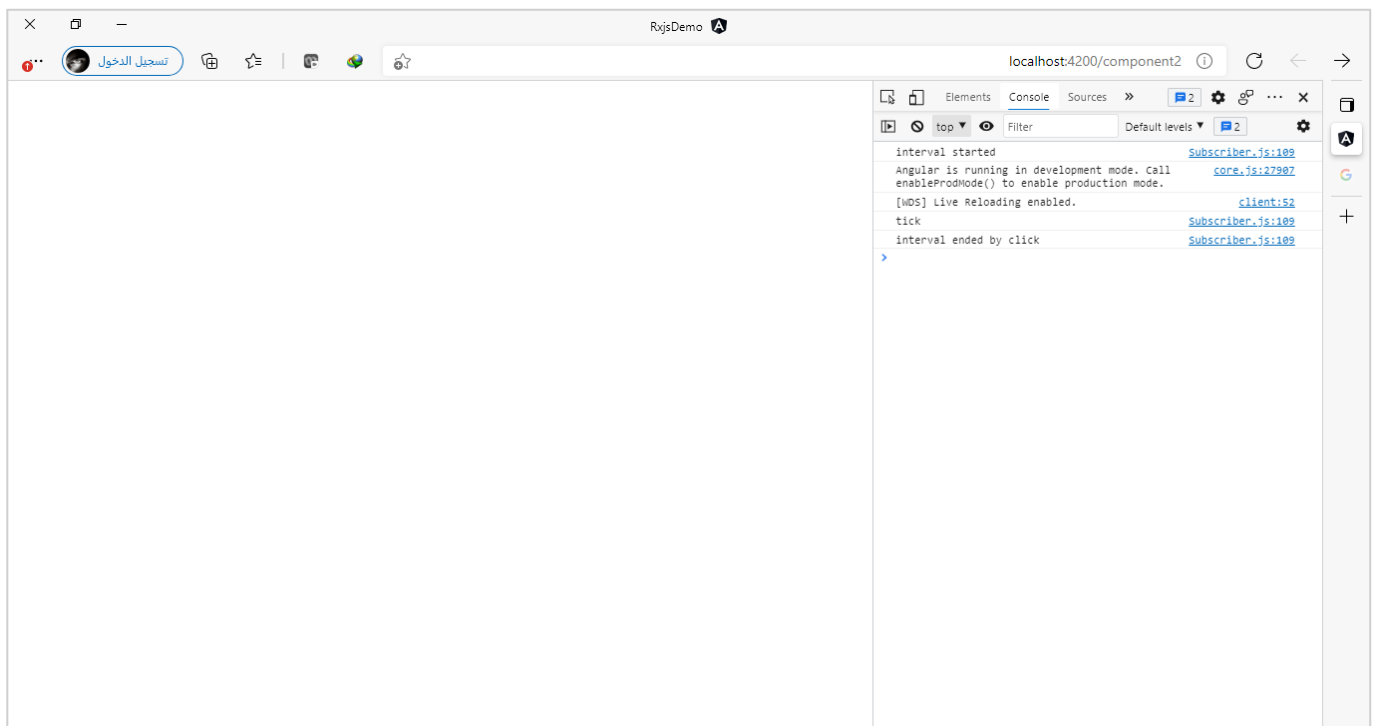 RxjsDemo
تسجيل الدخول
localhost:4200/component2
Elements Console Sources 2
top Filter Default levels 2
interval started Subscriber.js:109
Angular is running in development mode. Call core.js:27907
enableProdMode() to enable production mode.
[WDS] Live Reloading enabled. client:52
tick Subscriber.js:109
interval ended by click Subscriber.js:109